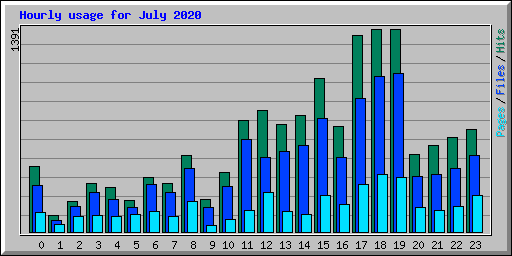 Hourly usage for July 2020
1391
Pages/Files/Hits
0 1 2 3 4 5 6 7 8 9 10 11 12 13 14 15 16 17 18 19 20 21 22 23